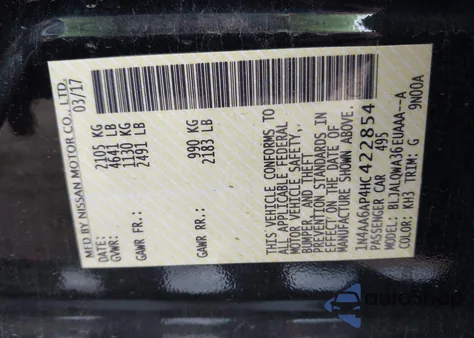 MFD BY NISSAN MOTOR CO., LTD.
03/17
GVWR: 2105 KG
4641 LB
GAWR FR: 1130 KG
2491 LB
GAWR RR: 990 KG
2183 LB
THIS VEHICLE CONFORMS TO
ALL APPLICABLE FEDERAL
MOTOR VEHICLE SAFETY,
BUMPER, AND THEFT
PREVENTION STANDARDS IN
EFFECT ON THE DATE OF
MANUFACTURE SHOWN ABOVE.
1N4AA6AP4HC422854
PASSENGER CAR 495
MODEL: BLJALOWA36EUAAA--A
COLOR: KH3 TRIM: G 9N00A
autoShop